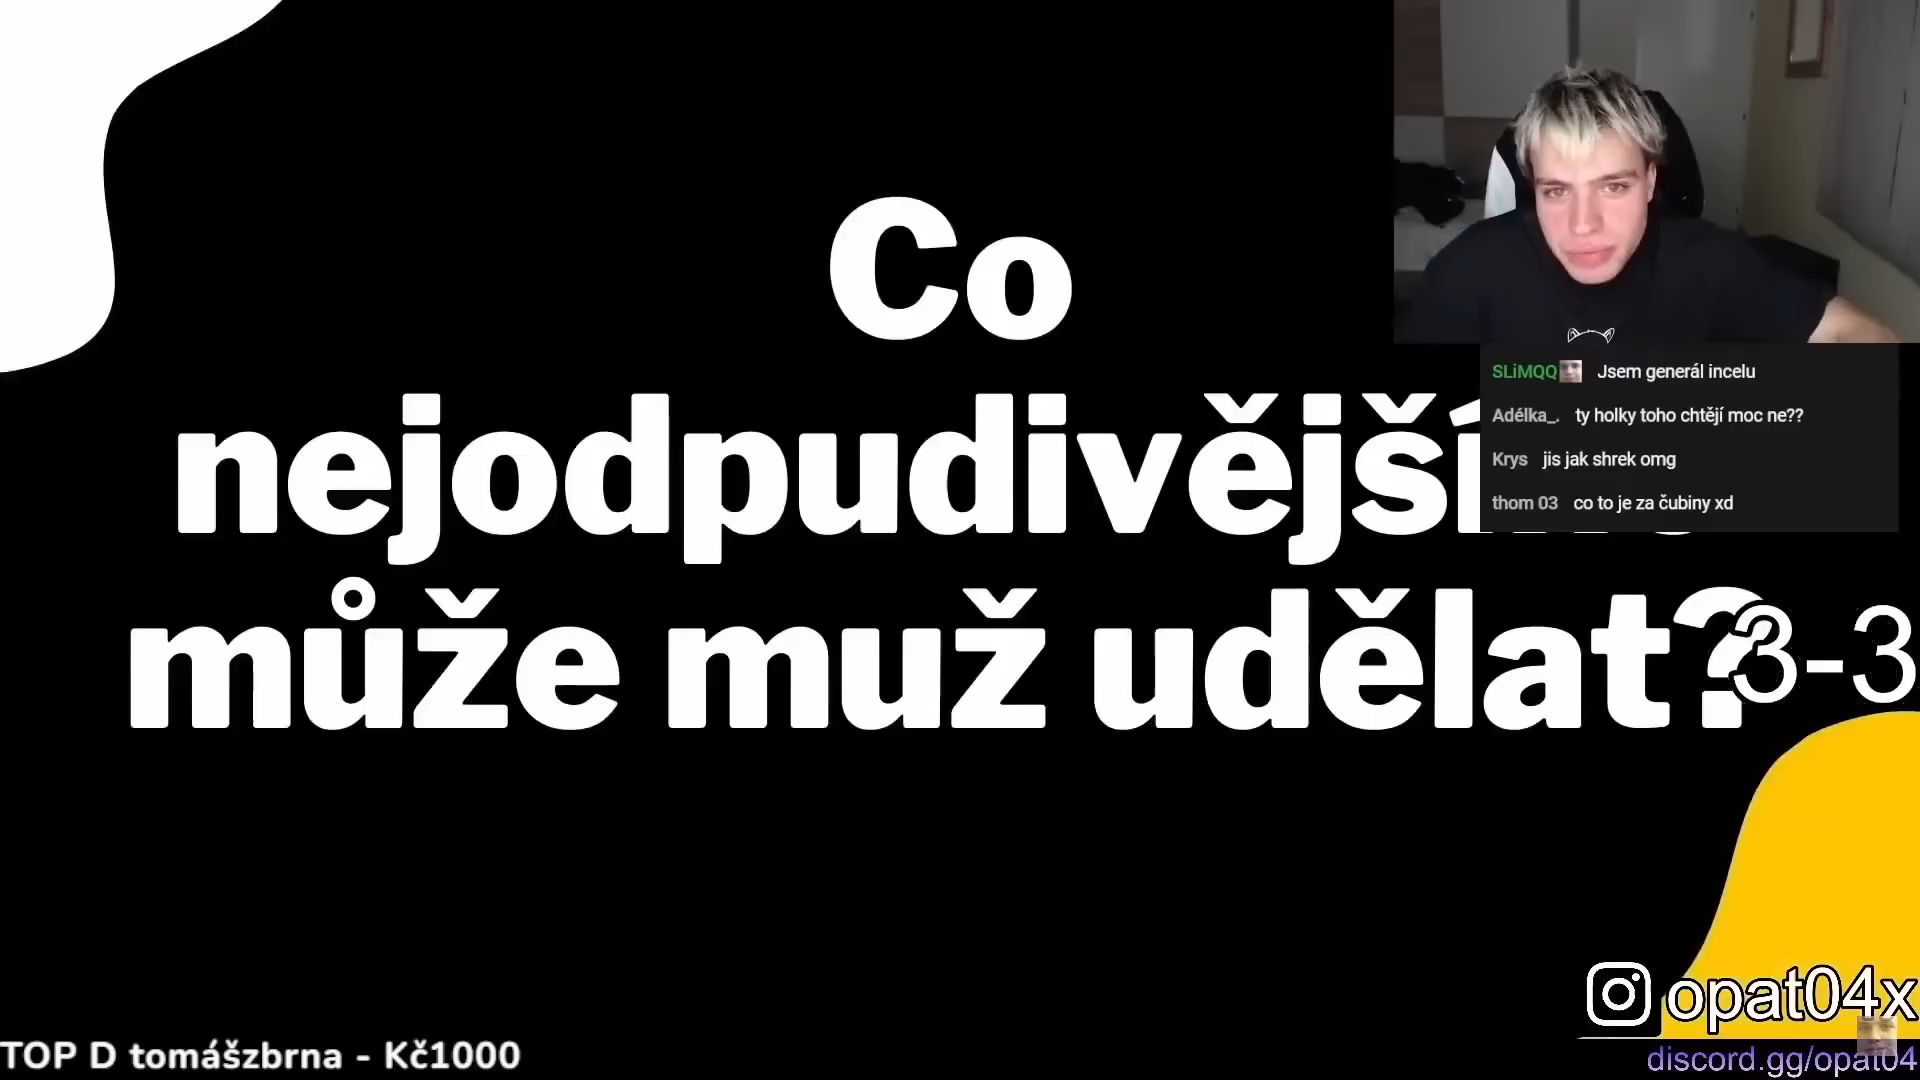 Co
nejodpudivější
může muž udělat?
SLiMQQ Jsem generál incelu
Adélka_. ty holky toho chtějí moc ne??
Krys jis jak shrek omg
thom 03 co to je za čubiny xd
3-3
opat04x
discord.gg/opat04
TOP D tomášzbrna - Kč1000